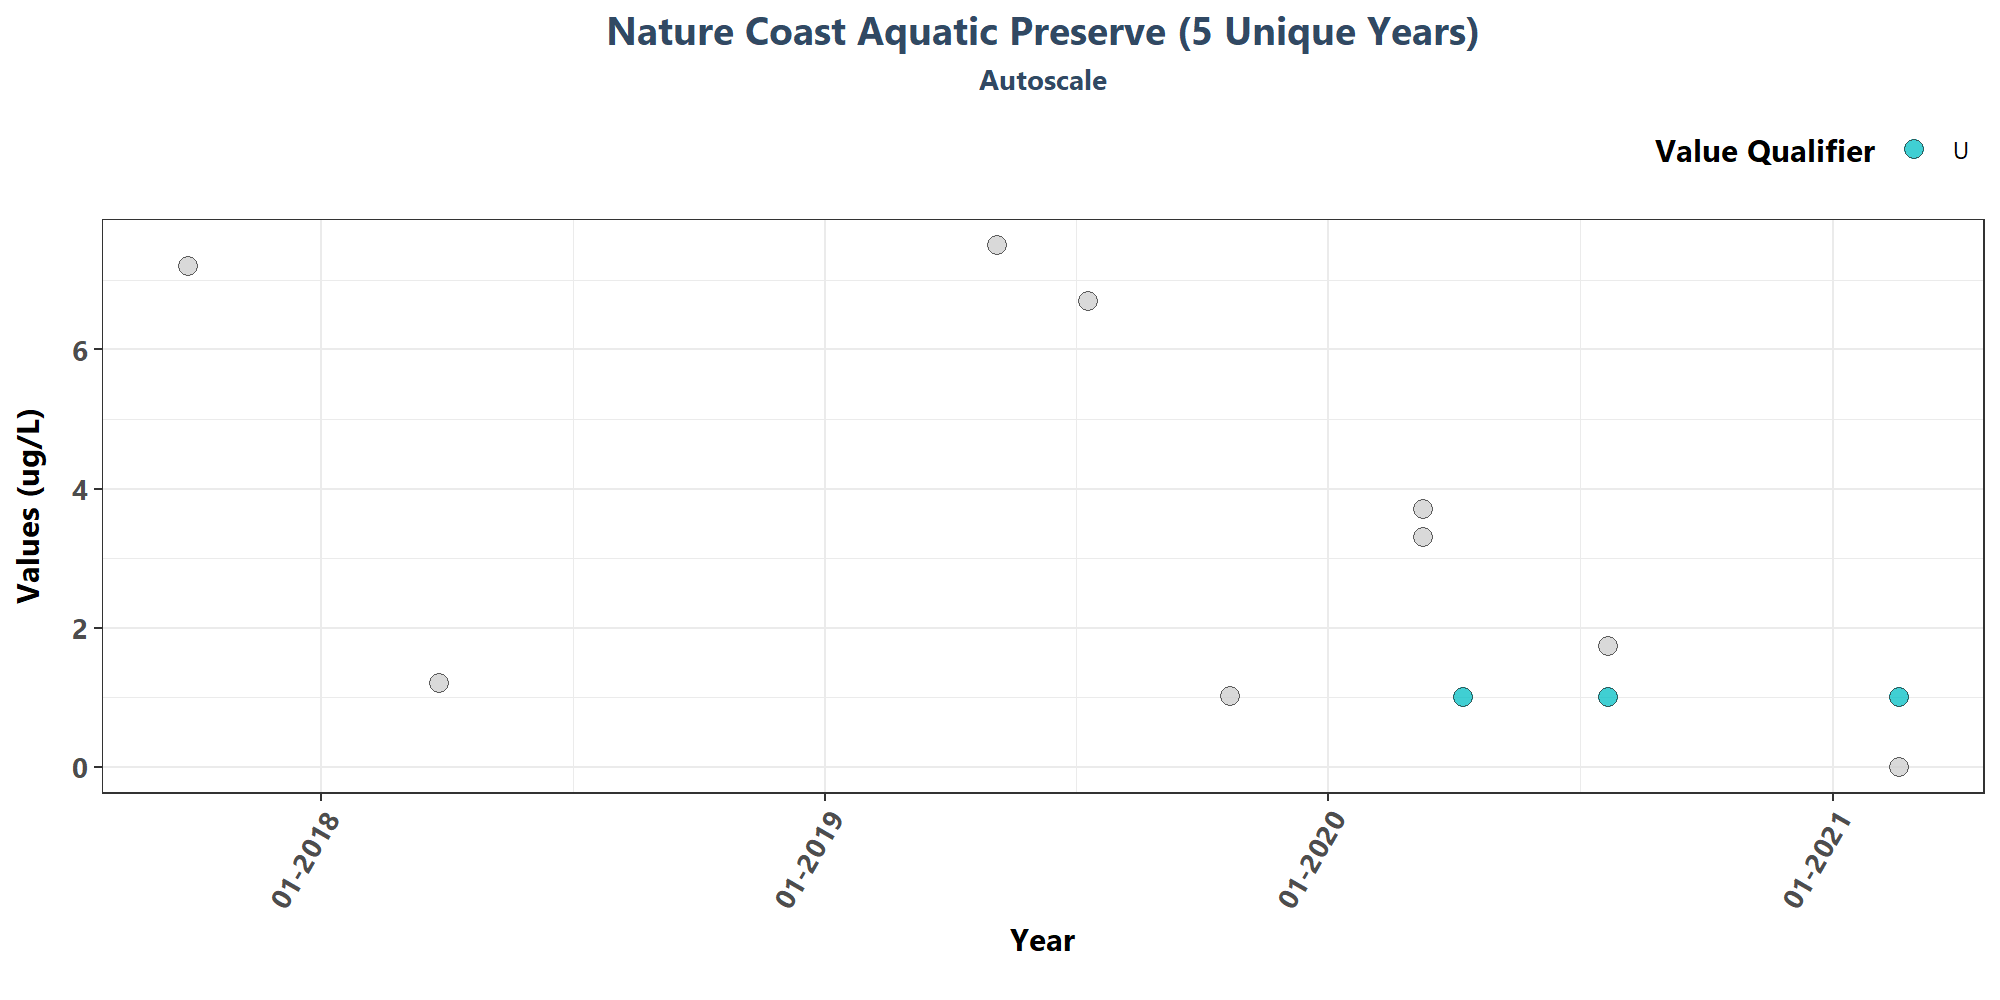 Nature Coast Aquatic Preserve (5 Unique Years)
Autoscale
Value Qualifier U
Values (ug/L)
6
4
2
0
01-2018
01-2019
01-2020
01-2021
Year